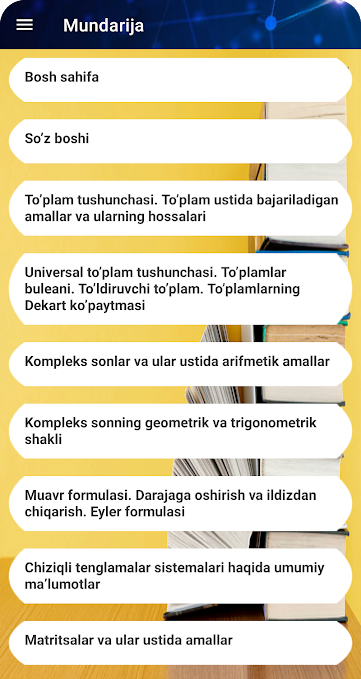 Mundarija
Bosh sahifa
So’z boshi
To’plam tushunchasi. To’plam ustida bajariladigan
amallar va ularning hossalari
Universal to’plam tushunchasi. To’plamlar
buleani. To’ldiruvchi to’plam. To’plamlarning
Dekart ko’paytmasi
Kompleks sonlar va ular ustida arifmetik amallar
Kompleks sonning geometrik va trigonometrik
shakli
Muavr formulasi. Darajaga oshirish va ildizdan
chiqarish. Eyler formulasi
Chiziqli tenglamalar sistemalari haqida umumiy
ma’lumotlar
Matritsalar va ular ustida amallar